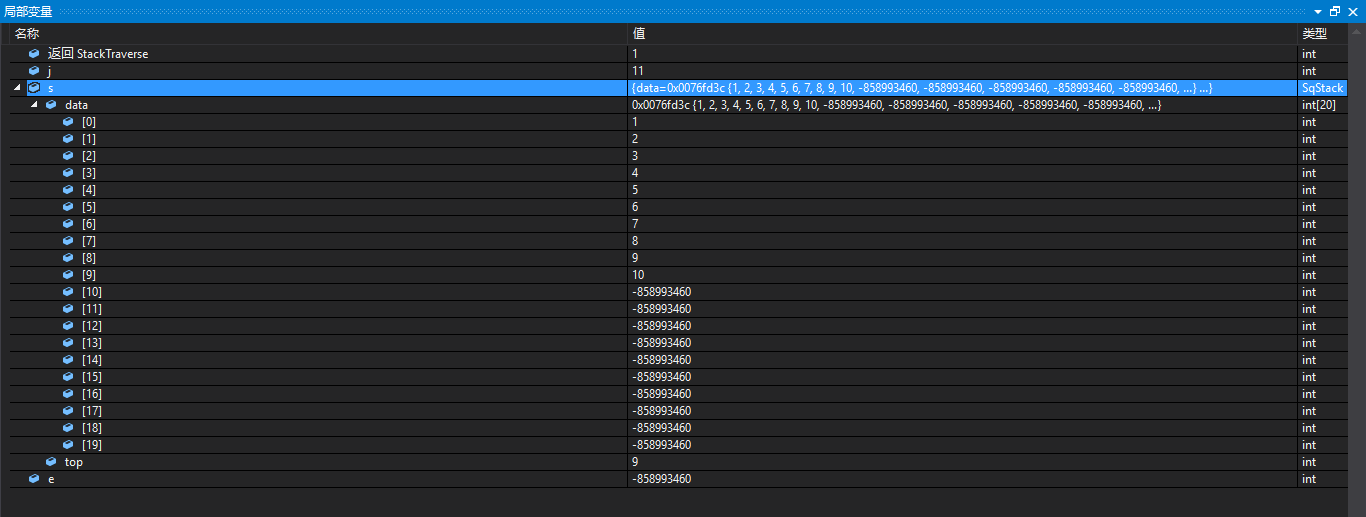 局部变量
名称 值 类型
返回 StackTraverse 1 int
j 11 int
s {data=0x0076fd3c {1, 2, 3, 4, 5, 6, 7, 8, 9, 10, -858993460, -858993460, -858993460, -858993460, -858993460, ...} ...} SqStack
data 0x0076fd3c {1, 2, 3, 4, 5, 6, 7, 8, 9, 10, -858993460, -858993460, -858993460, -858993460, -858993460, ...} int[20]
[0] 1 int
[1] 2 int
[2] 3 int
[3] 4 int
[4] 5 int
[5] 6 int
[6] 7 int
[7] 8 int
[8] 9 int
[9] 10 int
[10] -858993460 int
[11] -858993460 int
[12] -858993460 int
[13] -858993460 int
[14] -858993460 int
[15] -858993460 int
[16] -858993460 int
[17] -858993460 int
[18] -858993460 int
[19] -858993460 int
top 9 int
e -858993460 int